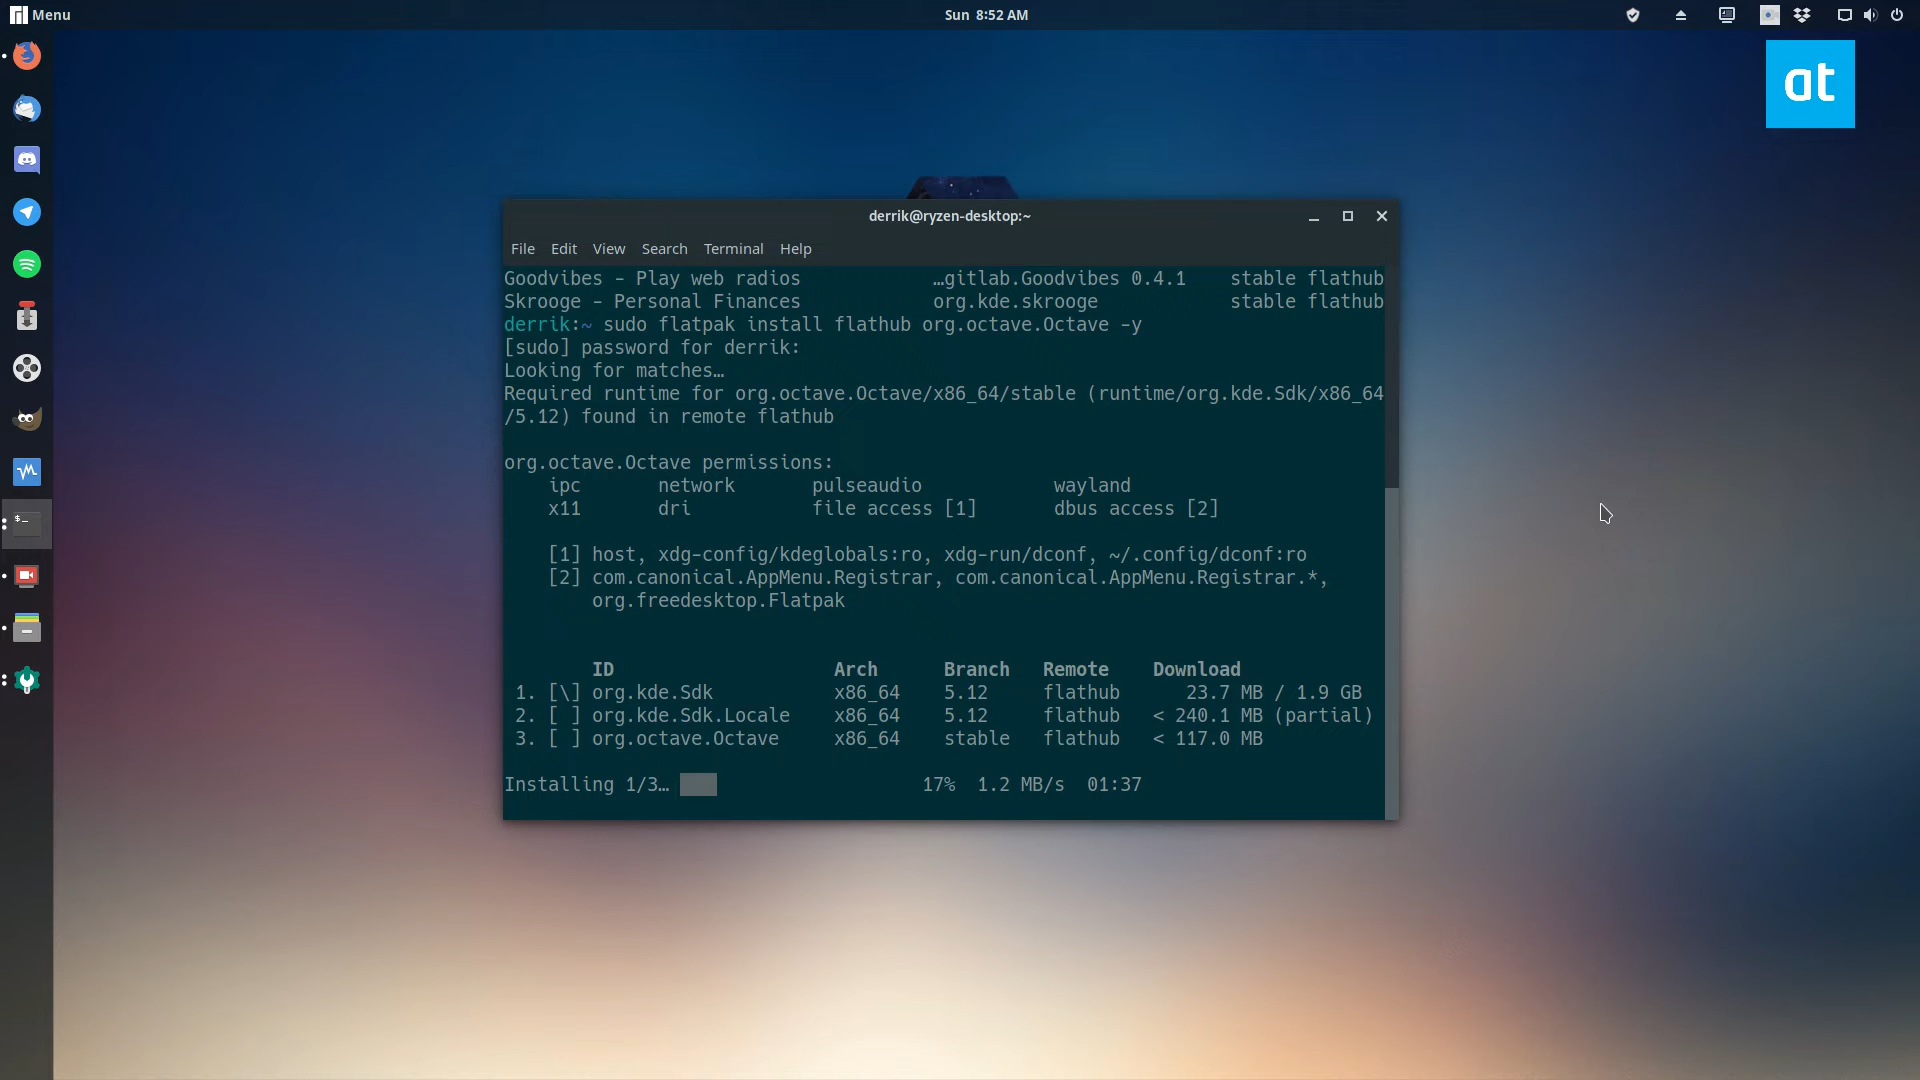 Menu
Sun 8:52 AM
at
derrik@ryzen-desktop:~
File Edit View Search Terminal Help
Goodvibes - Play web radios …gitlab.Goodvibes 0.4.1 stable flathub
Skrooge - Personal Finances org.kde.skrooge stable flathub
derrik:~ sudo flatpak install flathub org.octave.Octave -y
[sudo] password for derrik:
Looking for matches…
Required runtime for org.octave.Octave/x86_64/stable (runtime/org.kde.Sdk/x86_64
/5.12) found in remote flathub
org.octave.Octave permissions:
ipc network pulseaudio wayland
x11 dri file access [1] dbus access [2]
[1] host, xdg-config/kdeglobals:ro, xdg-run/dconf, ~/.config/dconf:ro
[2] com.canonical.AppMenu.Registrar, com.canonical.AppMenu.Registrar.*,
org.freedesktop.Flatpak
ID Arch Branch Remote Download
1. [\] org.kde.Sdk x86_64 5.12 flathub 23.7 MB / 1.9 GB
2. [ ] org.kde.Sdk.Locale x86_64 5.12 flathub < 240.1 MB (partial)
3. [ ] org.octave.Octave x86_64 stable flathub < 117.0 MB
Installing 1/3… 17% 1.2 MB/s 01:37